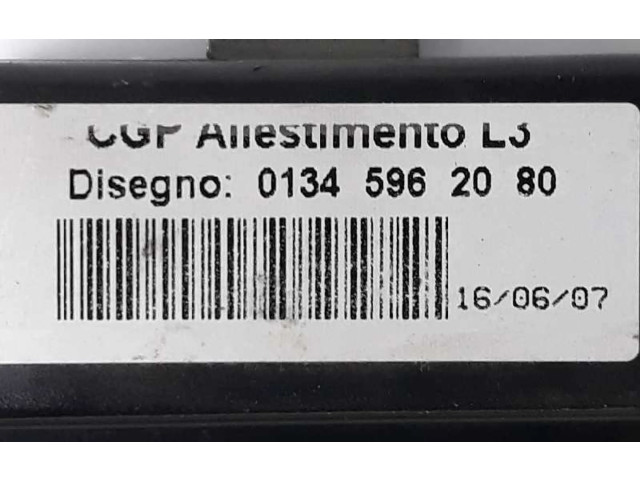 CGP Allestimento L3
Disegno: 0134 596 20 80
16/06/07